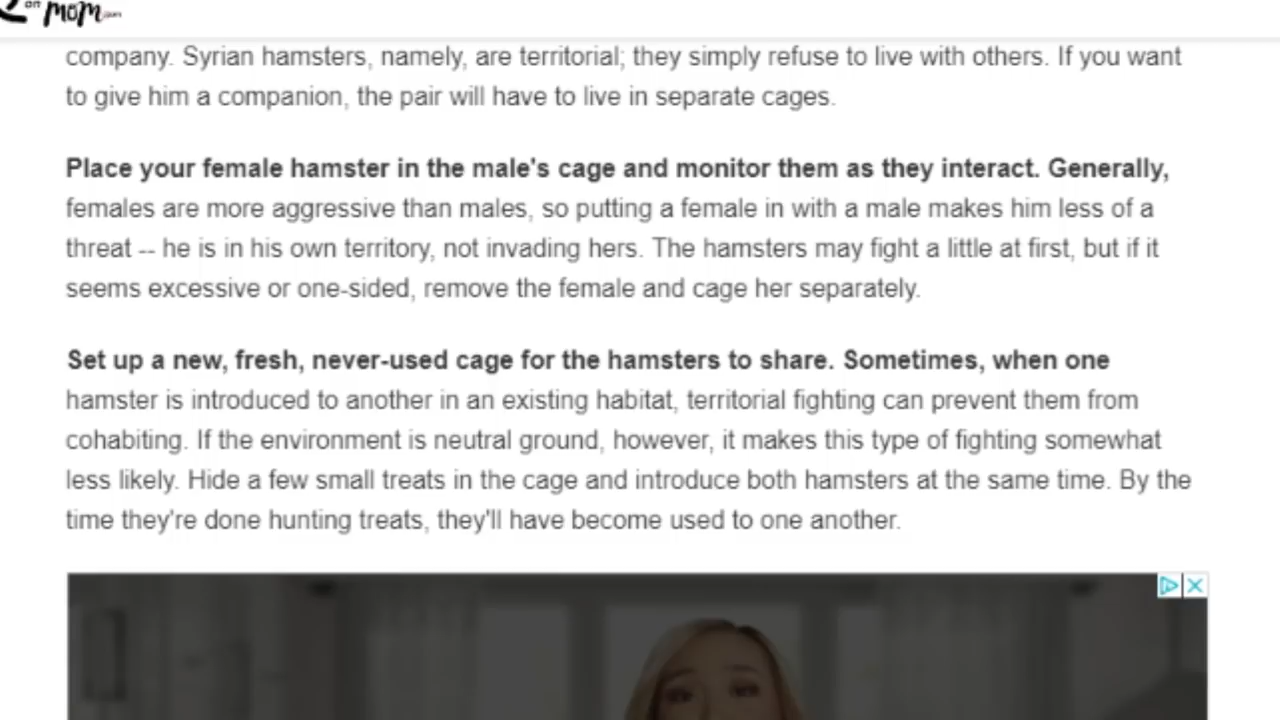 on
mom.com
company. Syrian hamsters, namely, are territorial; they simply refuse to live with others. If you want
to give him a companion, the pair will have to live in separate cages.
Place your female hamster in the male's cage and monitor them as they interact. Generally,
females are more aggressive than males, so putting a female in with a male makes him less of a
threat -- he is in his own territory, not invading hers. The hamsters may fight a little at first, but if it
seems excessive or one-sided, remove the female and cage her separately.
Set up a new, fresh, never-used cage for the hamsters to share. Sometimes, when one
hamster is introduced to another in an existing habitat, territorial fighting can prevent them from
cohabiting. If the environment is neutral ground, however, it makes this type of fighting somewhat
less likely. Hide a few small treats in the cage and introduce both hamsters at the same time. By the
time they're done hunting treats, they'll have become used to one another.